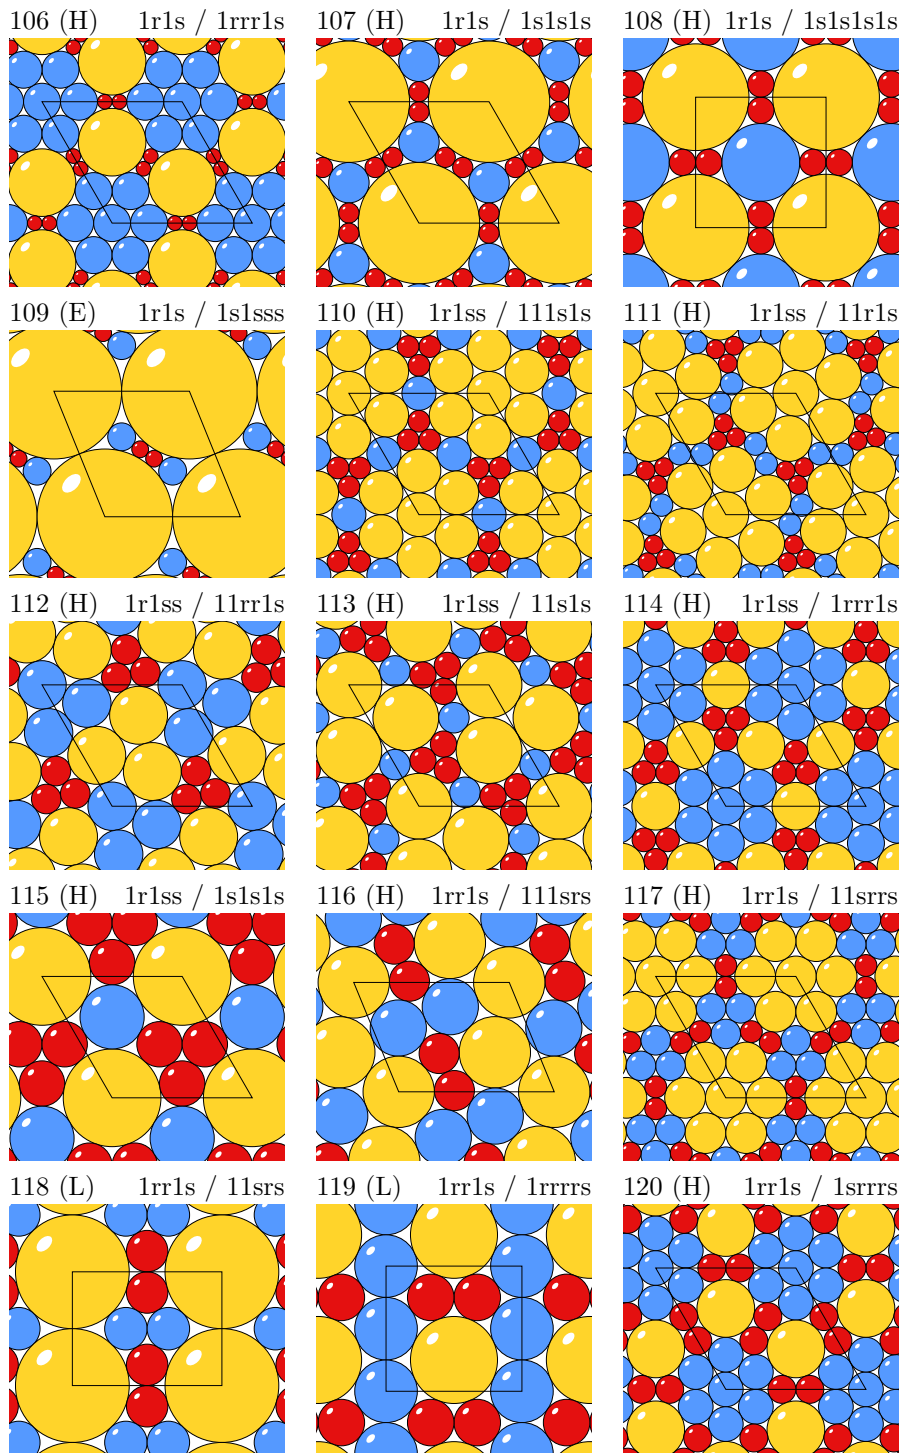 106 (H) 1r1s / 1rrr1s
107 (H) 1r1s / 1s1s1s
108 (H) 1r1s / 1s1s1s1s
109 (E) 1r1s / 1s1sss
110 (H) 1r1ss / 111s1s
111 (H) 1r1ss / 11r1s
112 (H) 1r1ss / 11rr1s
113 (H) 1r1ss / 11s1s
114 (H) 1r1ss / 1rrr1s
115 (H) 1r1ss / 1s1s1s
116 (H) 1rr1s / 111srs
117 (H) 1rr1s / 11srrs
118 (L) 1rr1s / 11srs
119 (L) 1rr1s / 1rrrrs
120 (H) 1rr1s / 1srrrs